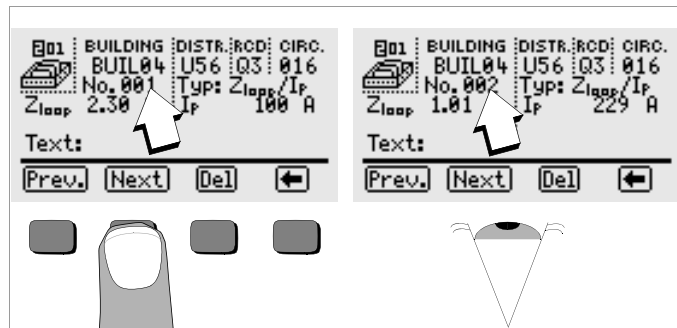 201 BUILDING DISTR. RCD CIRC.
BUIL04 U56 Q3 016
No. 001 Typ: Zloop/IP
Zloop 2.30 IP 100 A
Text:
Prev. Next Del ←
201 BUILDING DISTR. RCD CIRC.
BUIL04 U56 Q3 016
No. 002 Typ: Zloop/IP
Zloop 1.01 IP 229 A
Text:
Prev. Next Del ←